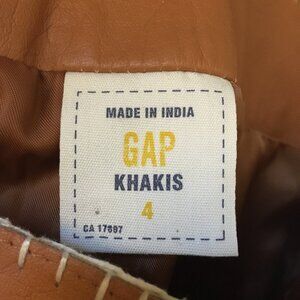 MADE IN INDIA
GAP
KHAKIS
4
CA 17897